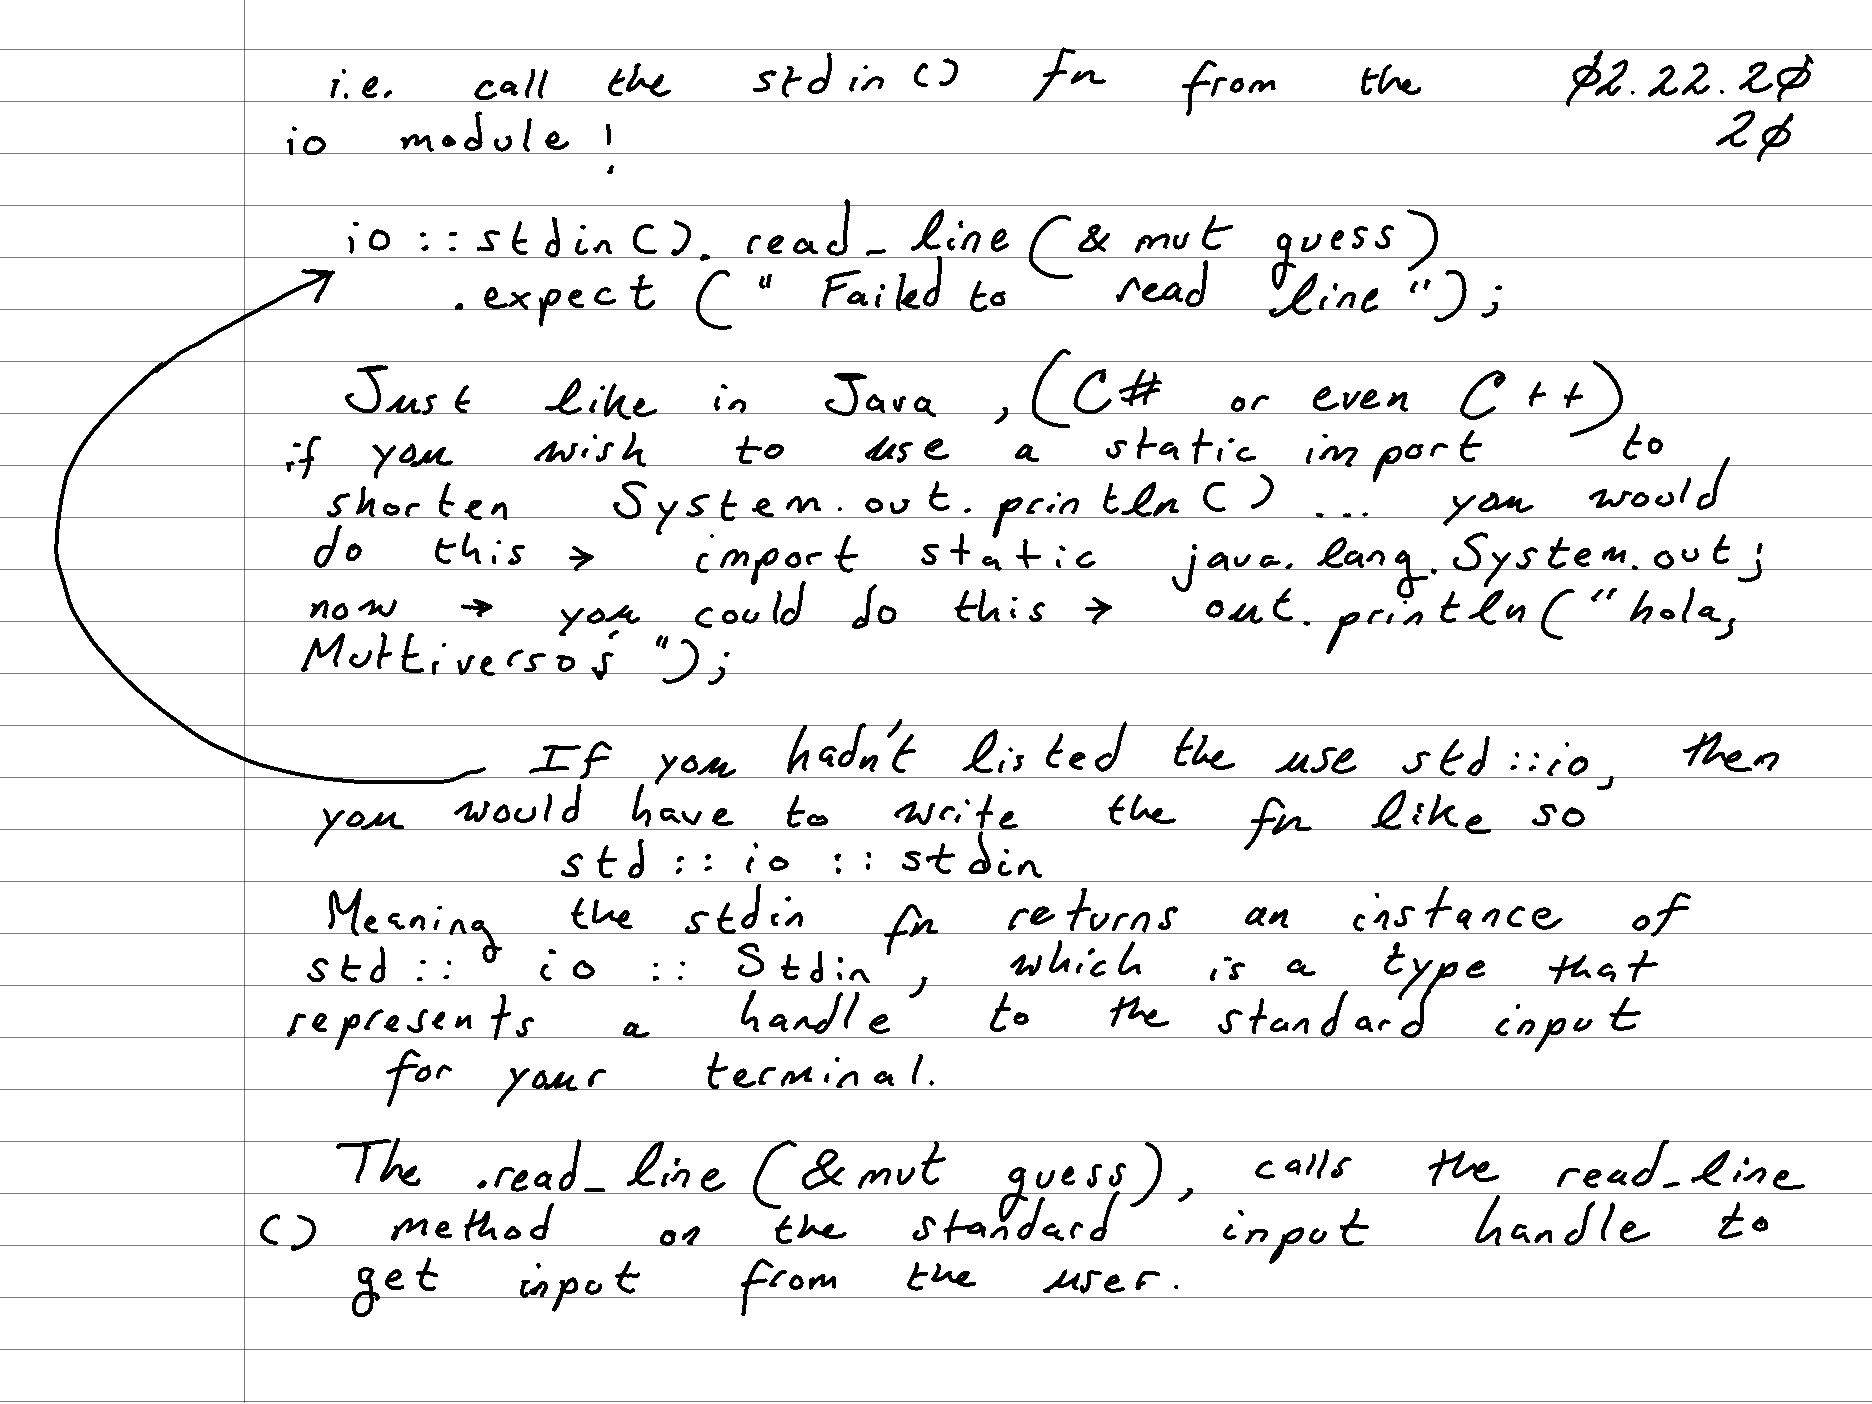 i.e. call the stdin() fn from the 02.22.20
io module! 20
io::stdin().read_line(&mut guess)
.expect("Failed to read line");
Just like in Java, (C# or even C++)
if you wish to use a static import to
shorten System.out.println() ... you would
do this → import static java.lang.System.out;
now → you could do this → out.println("hola,
Multiversos");
If you hadn't listed the use std::io, then
you would have to write the fn like so
std::io::stdin
Meaning the stdin fn returns an instance of
std::io::Stdin, which is a type that
represents a handle to the standard input
for your terminal.
The .read_line(&mut guess), calls the read_line
() method on the standard input handle to
get input from the user.